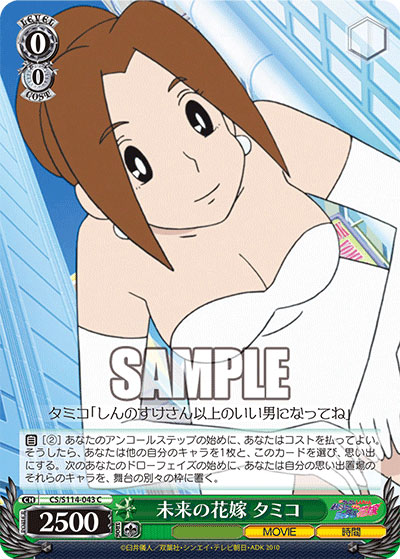 LEVEL
0
0
COST
SAMPLE
タミコ「しんのすけさん以上のいい男になってね」
自 [②] あなたのアンコールステップの始めに、あなたはコストを払ってよい。
そうしたら、あなたは他の自分のキャラを1枚と、このカードを選び、思い出
にする。次のあなたのドローフェイズの始めに、あなたは自分の思い出置場の
それらのキャラを、舞台の別々の枠に置く。
CH
CS/S114-043 C
POWER
2500
未来の花嫁 タミコ
MOVIE
時間
©臼井儀人／双葉社・シンエイ・テレビ朝日・ADK 2010